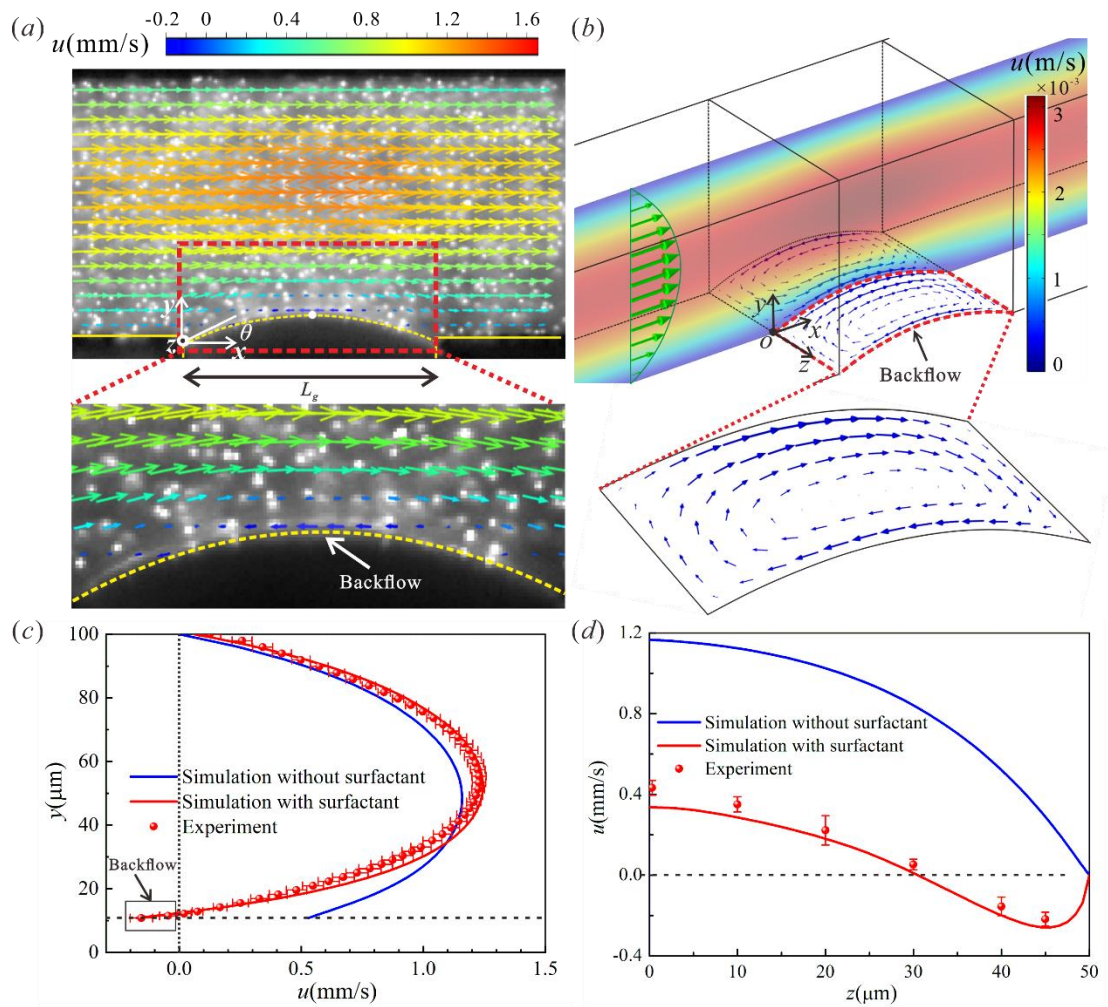 (a)
-0.2 0 0.4 0.8 1.2 1.6
u(mm/s)
y
z
x
θ
L_g
Backflow
(b)
u(m/s)
×10⁻³
3
2
1
0
y
x
o
z
Backflow
(c)
100
80
60
40
20
0
y(μm)
Simulation without surfactant
Simulation with surfactant
Experiment
Backflow
0.0 0.5 1.0 1.5
u(mm/s)
(d)
1.2
0.8
0.4
0.0
-0.4
u(mm/s)
Simulation without surfactant
Simulation with surfactant
Experiment
0 10 20 30 40 50
z(μm)